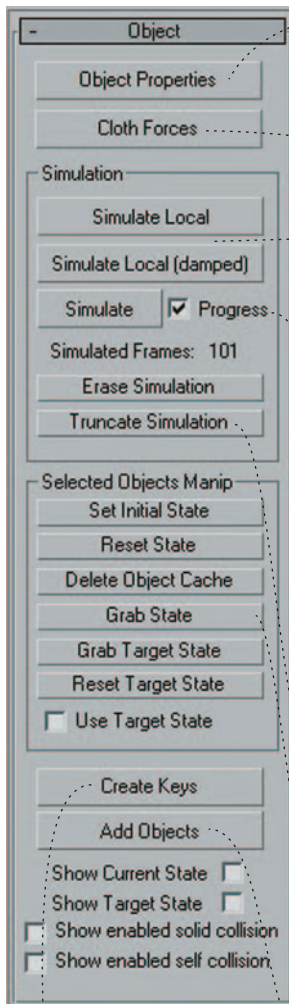 - Object
Object Properties
Cloth Forces
Simulation
Simulate Local
Simulate Local (damped)
Simulate Progress
Simulated Frames: 101
Erase Simulation
Truncate Simulation
Selected Objects Manip
Set Initial State
Reset State
Delete Object Cache
Grab State
Grab Target State
Reset Target State
Use Target State
Create Keys
Add Objects
Show Current State
Show Target State
Show enabled solid collision
Show enabled self collision